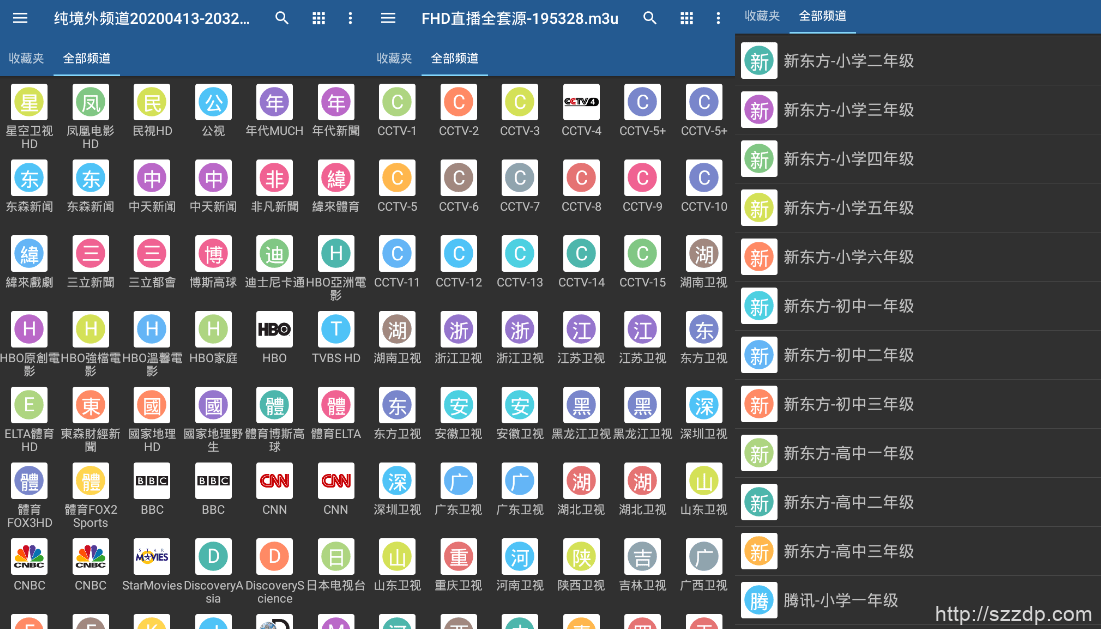 纯境外频道20200413-2032...
收藏夹
全部频道
星 凤 民 公 年 年
星空卫视HD 凤凰电影HD 民視HD 公視 年代MUCH 年代新聞
东 东 中 中 非 緯
东森新闻 东森新闻 中天新闻 中天新闻 非凡新聞 緯來體育
緯 三 三 博 迪 H
緯來戲劇 三立新聞 三立都會 博斯高球 迪士尼卡通 HBO亞洲電影
H H H H HBO T
HBO原創電影 HBO強檔電影 HBO溫馨電影 HBO家庭 HBO TVBS HD
E 東 國 國 體 體
ELTA體育HD 東森財經新聞 國家地理HD 國家地理野生 體育博斯高球 體育ELTA
體 體 BBC BBC CNN CNN
體育FOX3HD 體育FOX2 Sports BBC BBC CNN CNN
CNBC CNBC MOVIES D D 日
CNBC CNBC StarMovies DiscoveryAsia DiscoveryScience 日本电视台
FHD直播全套源-195328.m3u
收藏夹
全部频道
C C C CCTV4 C C
CCTV-1 CCTV-2 CCTV-3 CCTV-4 CCTV-5+ CCTV-5+
C C C C C C
CCTV-5 CCTV-6 CCTV-7 CCTV-8 CCTV-9 CCTV-10
C C C C C 湖
CCTV-11 CCTV-12 CCTV-13 CCTV-14 CCTV-15 湖南卫视
湖 浙 浙 江 江 东
湖南卫视 浙江卫视 浙江卫视 江苏卫视 江苏卫视 东方卫视
东 安 安 黑 黑 深
东方卫视 安徽卫视 安徽卫视 黑龙江卫视 黑龙江卫视 深圳卫视
深 广 广 湖 湖 山
深圳卫视 广东卫视 广东卫视 湖北卫视 湖北卫视 山东卫视
山 重 河 陕 吉 广
山东卫视 重庆卫视 河南卫视 陕西卫视 吉林卫视 广西卫视
收藏夹
全部频道
新 新东方-小学二年级
新 新东方-小学三年级
新 新东方-小学四年级
新 新东方-小学五年级
新 新东方-小学六年级
新 新东方-初中一年级
新 新东方-初中二年级
新 新东方-初中三年级
新 新东方-高中一年级
新 新东方-高中二年级
新 新东方-高中三年级
腾 腾讯-小学一年级
http://szzdp.com